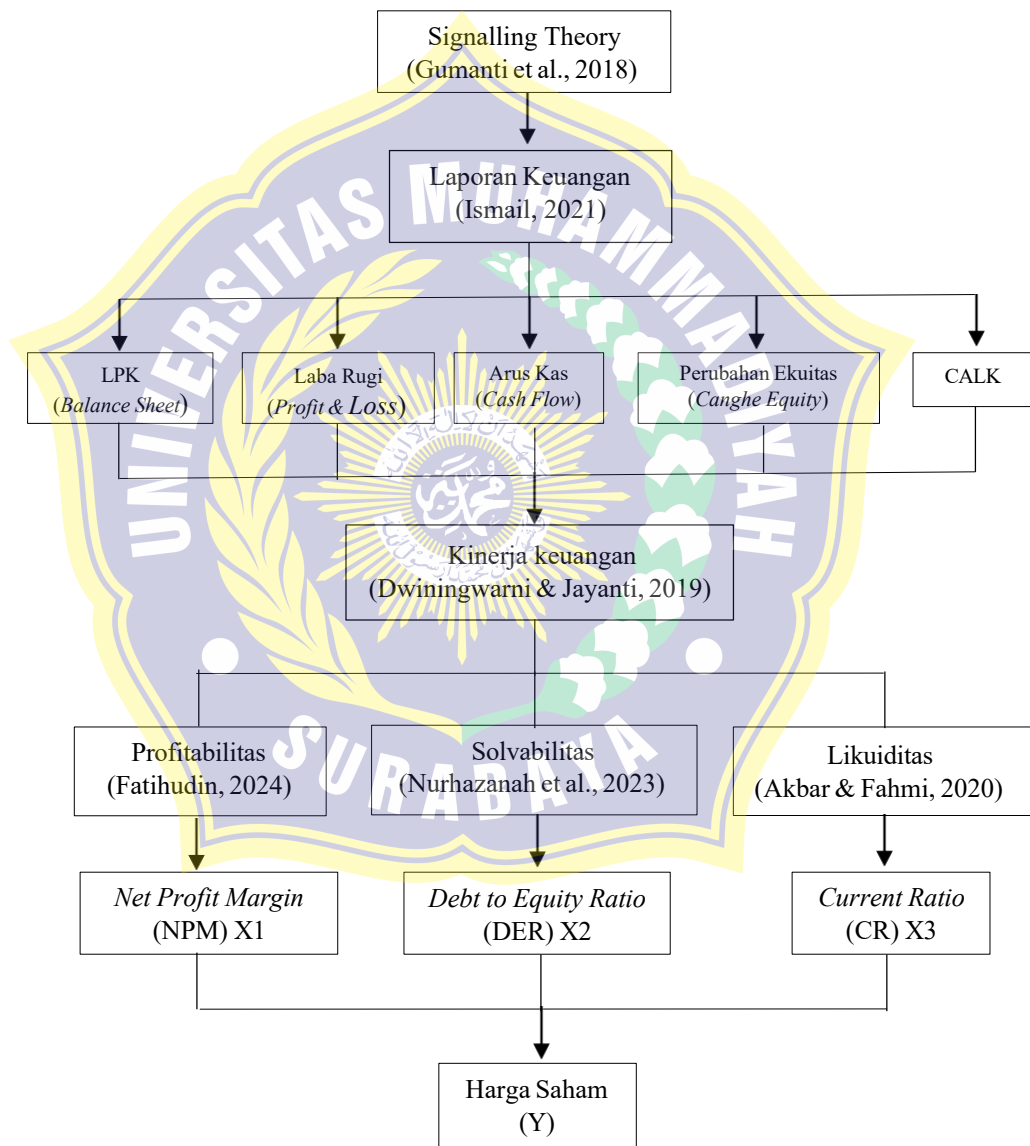 Signalling Theory
(Gumanti et al., 2018)
Laporan Keuangan
(Ismail, 2021)
LPK
(Balance Sheet)
Laba Rugi
(Profit & Loss)
Arus Kas
(Cash Flow)
Perubahan Ekuitas
(Canghe Equity)
CALK
Kinerja keuangan
(Dwiningwarni & Jayanti, 2019)
Profitabilitas
(Fatihudin, 2024)
Solvabilitas
(Nurhazanah et al., 2023)
Likuiditas
(Akbar & Fahmi, 2020)
Net Profit Margin
(NPM) X1
Debt to Equity Ratio
(DER) X2
Current Ratio
(CR) X3
Harga Saham
(Y)
UNIVERSITAS MUHAMMADIYAH
SURABAYA